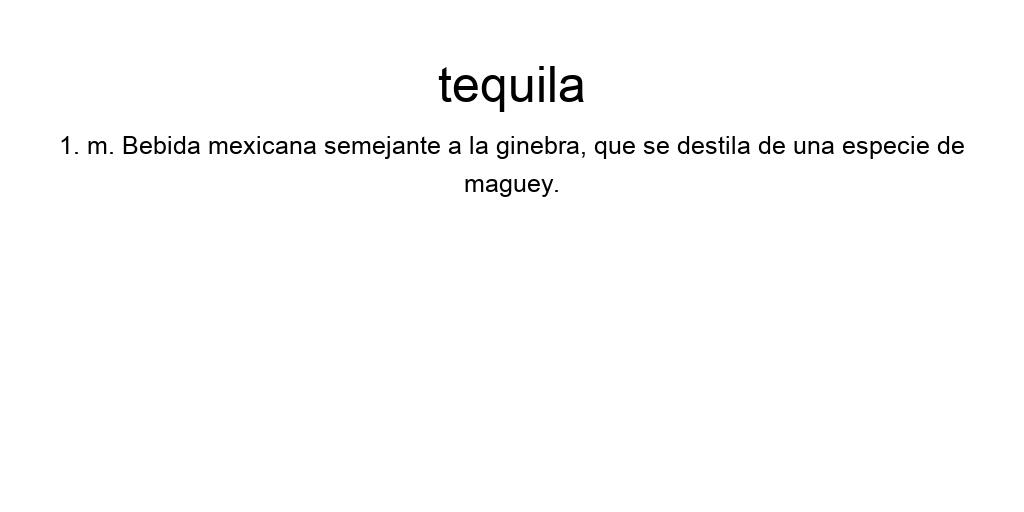 tequila
1. m. Bebida mexicana semejante a la ginebra, que se destila de una especie de
maguey.